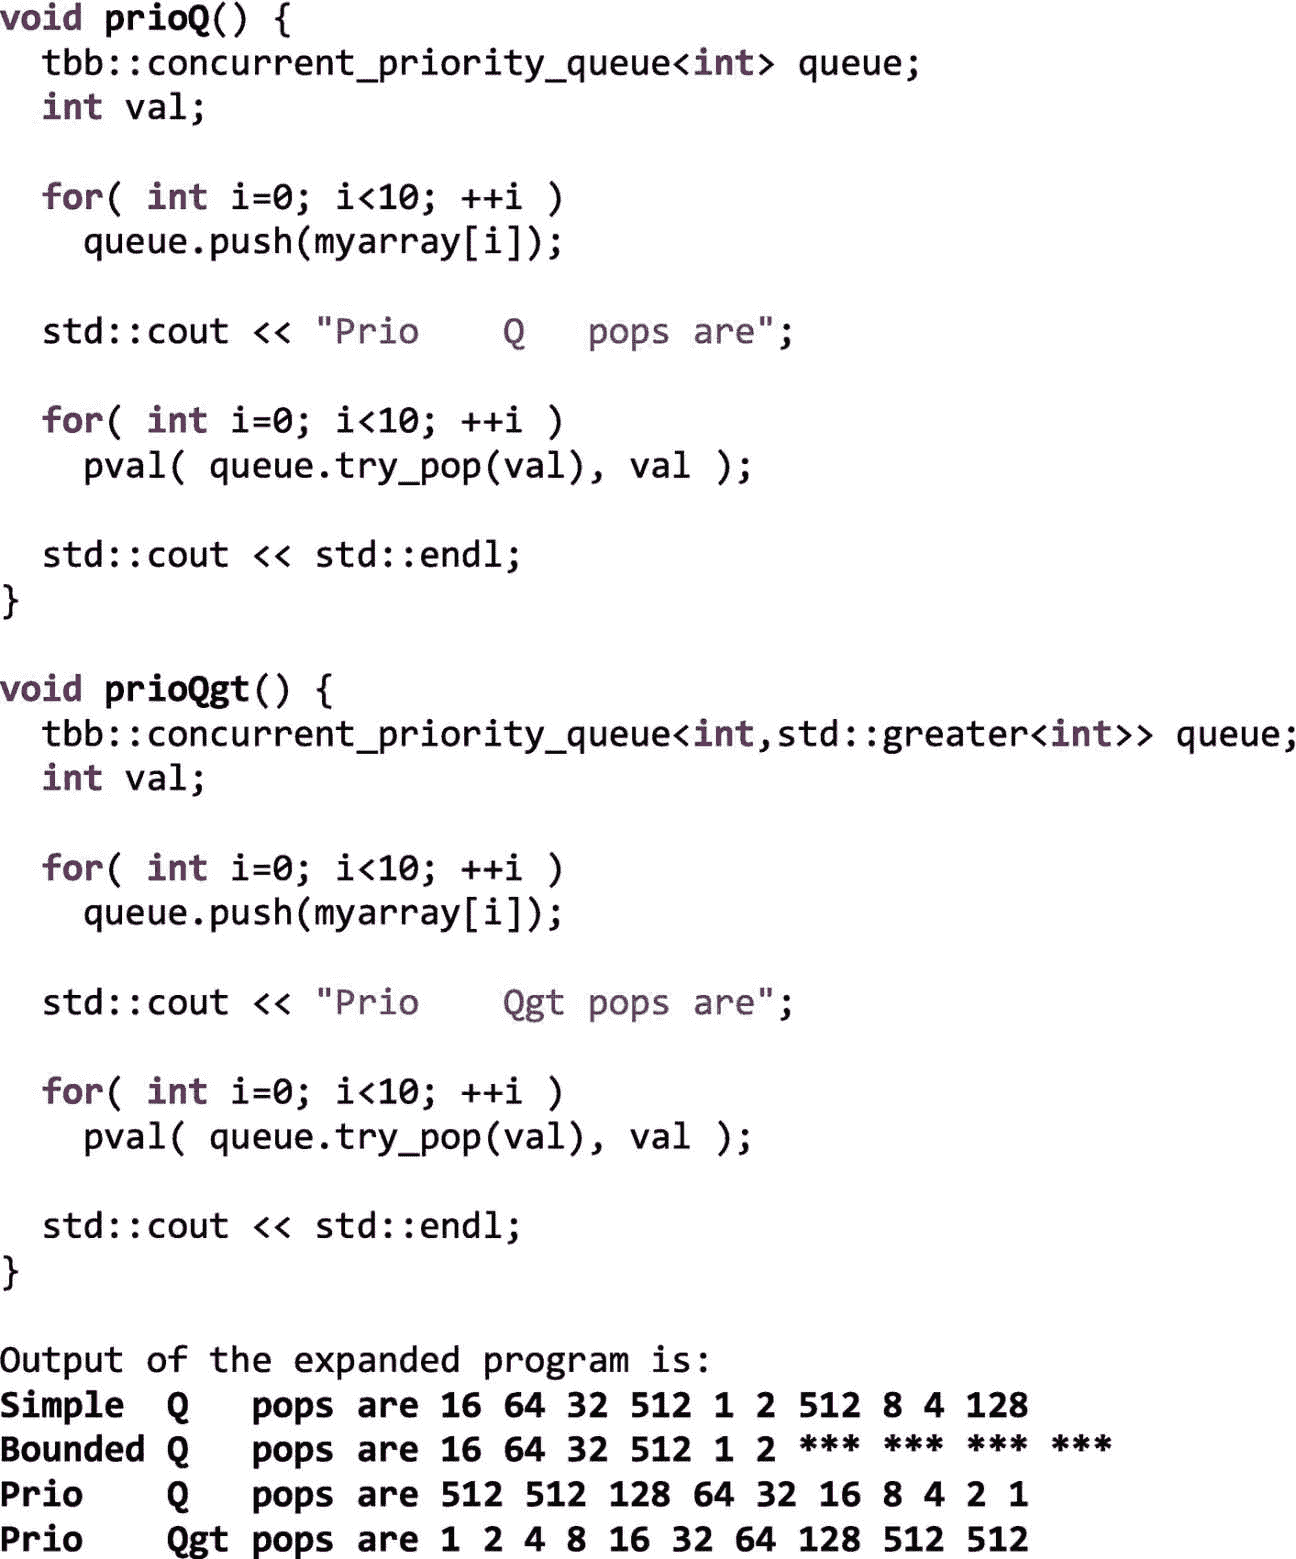 void prioQ() {
  tbb::concurrent_priority_queue<int> queue;
  int val;

  for( int i=0; i<10; ++i )
    queue.push(myarray[i]);

  std::cout << "Prio    Q   pops are";

  for( int i=0; i<10; ++i )
    pval( queue.try_pop(val), val );

  std::cout << std::endl;
}

void prioQgt() {
  tbb::concurrent_priority_queue<int,std::greater<int>> queue;
  int val;

  for( int i=0; i<10; ++i )
    queue.push(myarray[i]);

  std::cout << "Prio    Qgt pops are";

  for( int i=0; i<10; ++i )
    pval( queue.try_pop(val), val );

  std::cout << std::endl;
}

Output of the expanded program is:
Simple  Q   pops are 16 64 32 512 1 2 512 8 4 128
Bounded Q   pops are 16 64 32 512 1 2 *** *** *** ***
Prio    Q   pops are 512 512 128 64 32 16 8 4 2 1
Prio    Qgt pops are 1 2 4 8 16 32 64 128 512 512